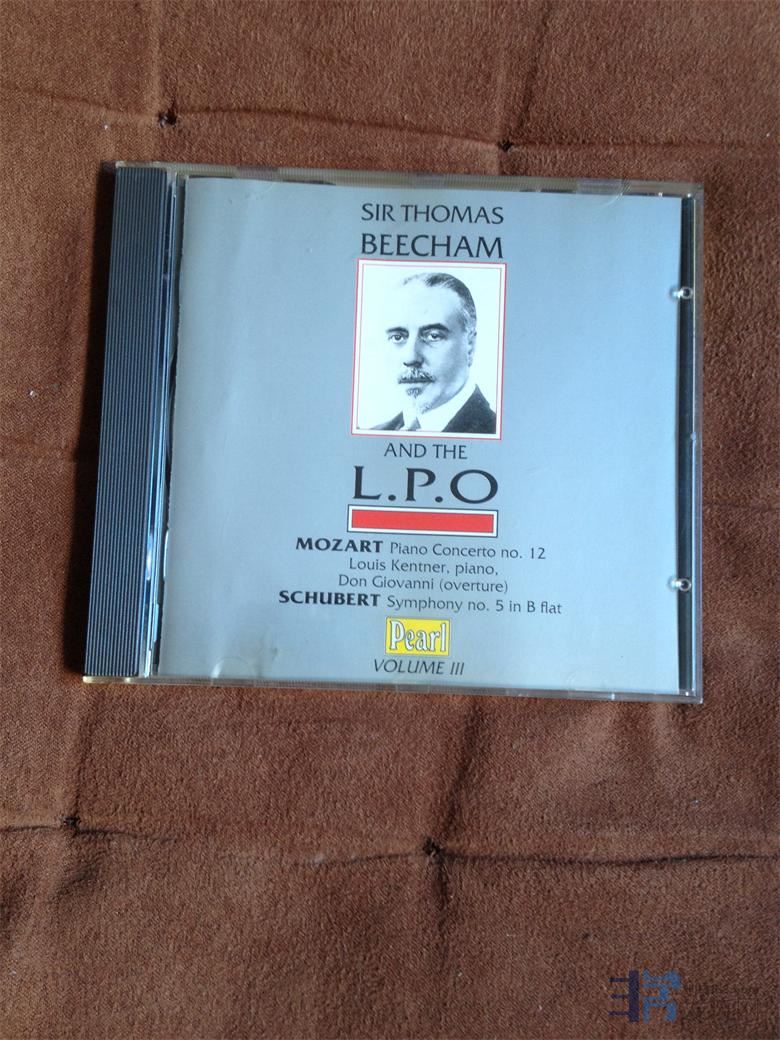 SIR THOMAS
BEECHAM
AND THE
L.P.O
MOZART Piano Concerto no. 12
Louis Kentner, piano,
Don Giovanni (overture)
SCHUBERT Symphony no. 5 in B flat
Pearl
VOLUME III